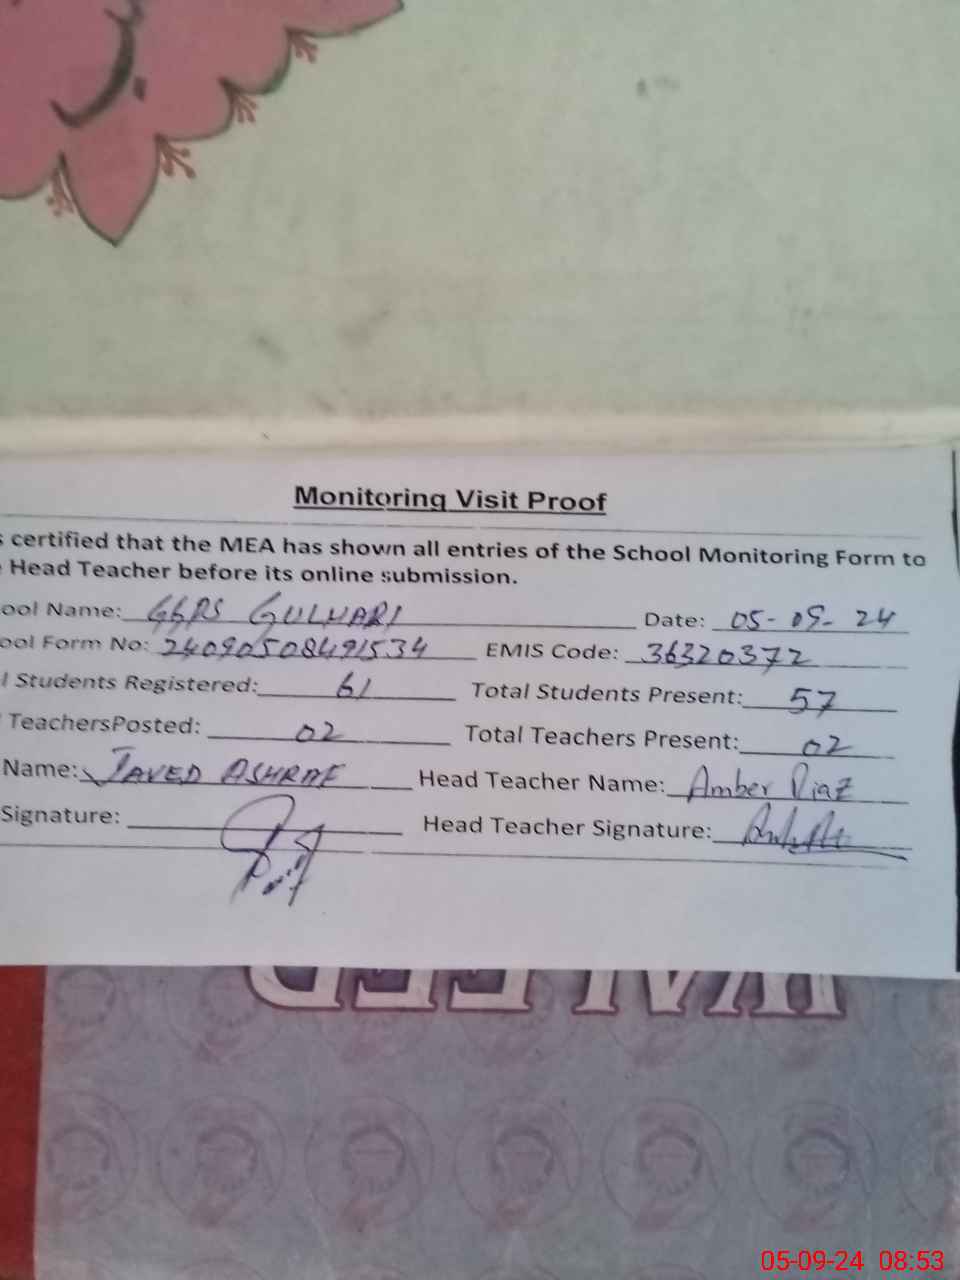 Monitoring Visit Proof
s certified that the MEA has shown all entries of the School Monitoring Form to
Head Teacher before its online submission.
ool Name: GGPS GULHARI Date: 05-09-24
ool Form No: 24090508491534 EMIS Code: 36320372
l Students Registered: 61 Total Students Present: 57
TeachersPosted: 02 Total Teachers Present: 02
Name: JAVED ASHRAF Head Teacher Name: Amber Riaz
Signature: Head Teacher Signature:
05-09-24 08:53